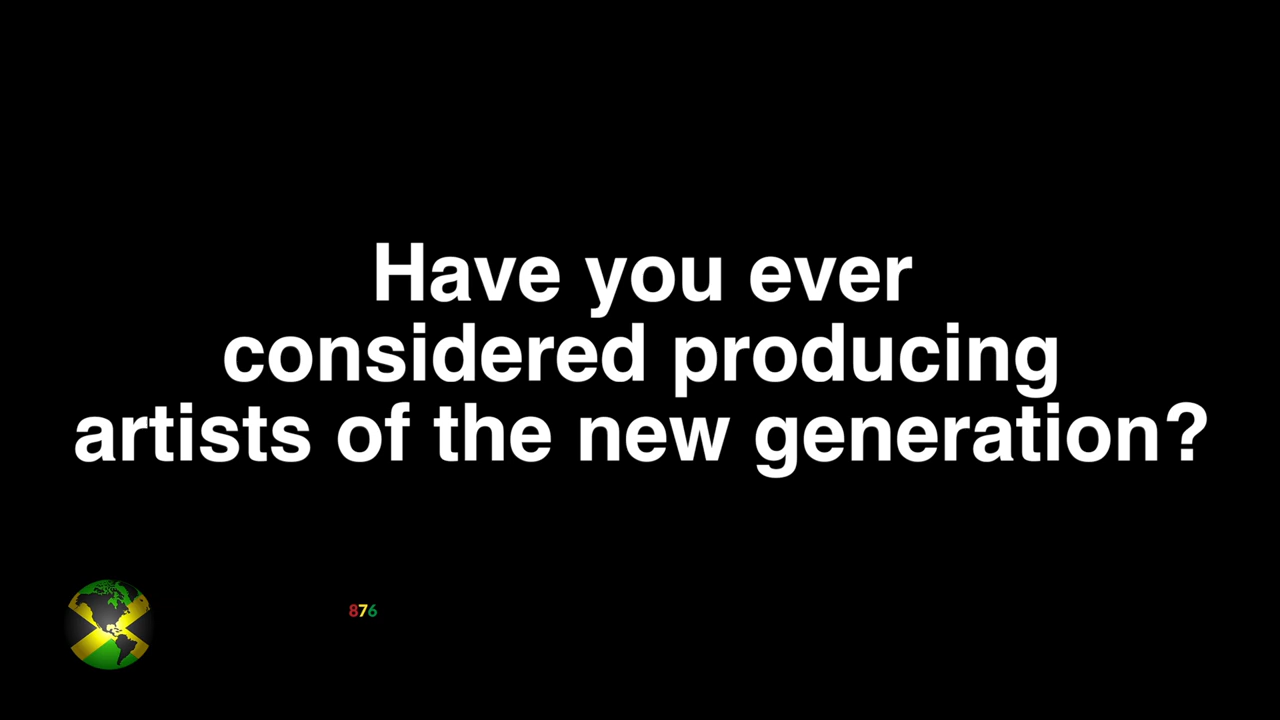 Have you ever
considered producing
artists of the new generation?
876